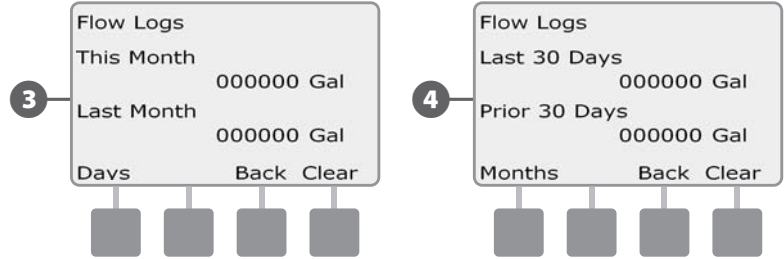 3
Flow Logs
This Month
000000 Gal
Last Month
000000 Gal
Days Back Clear
4
Flow Logs
Last 30 Days
000000 Gal
Prior 30 Days
000000 Gal
Months Back Clear